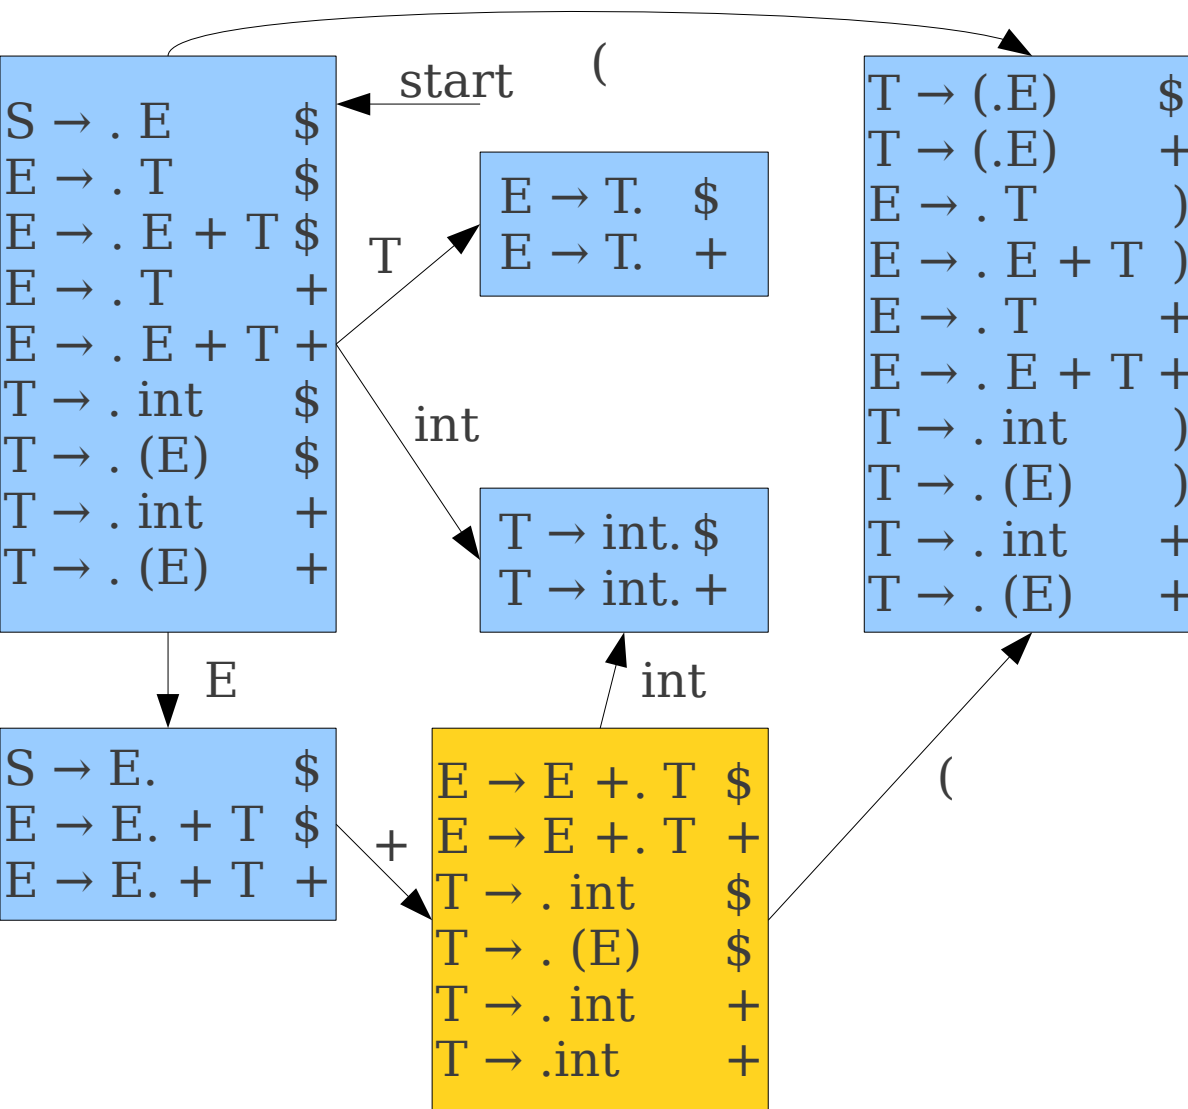 (
start
S → . E $
E → . T $
E → . E + T $
E → . T +
E → . E + T +
T → . int $
T → . (E) $
T → . int +
T → . (E) +
T
E → T. $
E → T. +
int
T → int. $
T → int. +
T → (.E) $
T → (.E) +
E → . T )
E → . E + T )
E → . T +
E → . E + T +
T → . int )
T → . (E) )
T → . int +
T → . (E) +
E
int
S → E. $
E → E. + T $
E → E. + T +
+
E → E +. T $
E → E +. T +
T → . int $
T → . (E) $
T → . int +
T → .int +
(